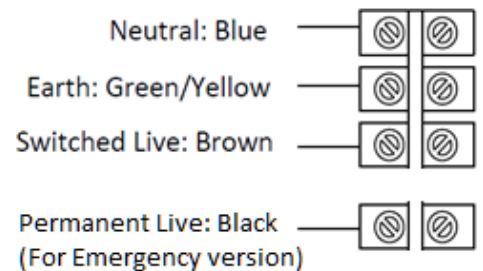 Neutral: Blue
Earth: Green/Yellow
Switched Live: Brown
Permanent Live: Black
(For Emergency version)